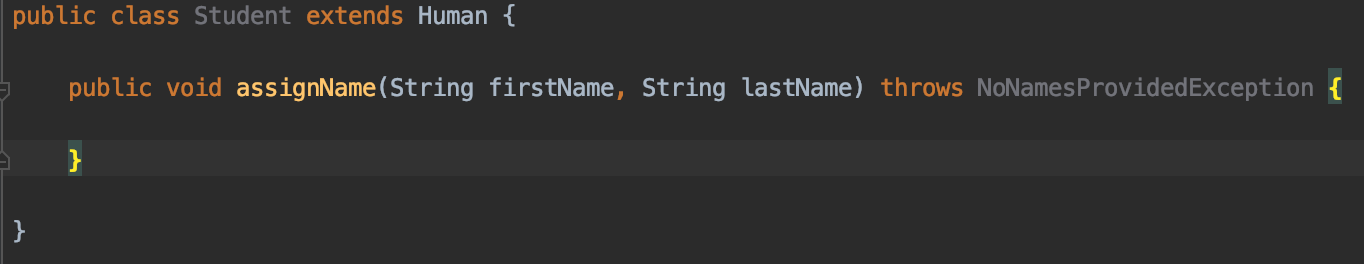 public class Student extends Human {
public void assignName(String firstName, String lastName) throws NoNamesProvidedException {
}
}